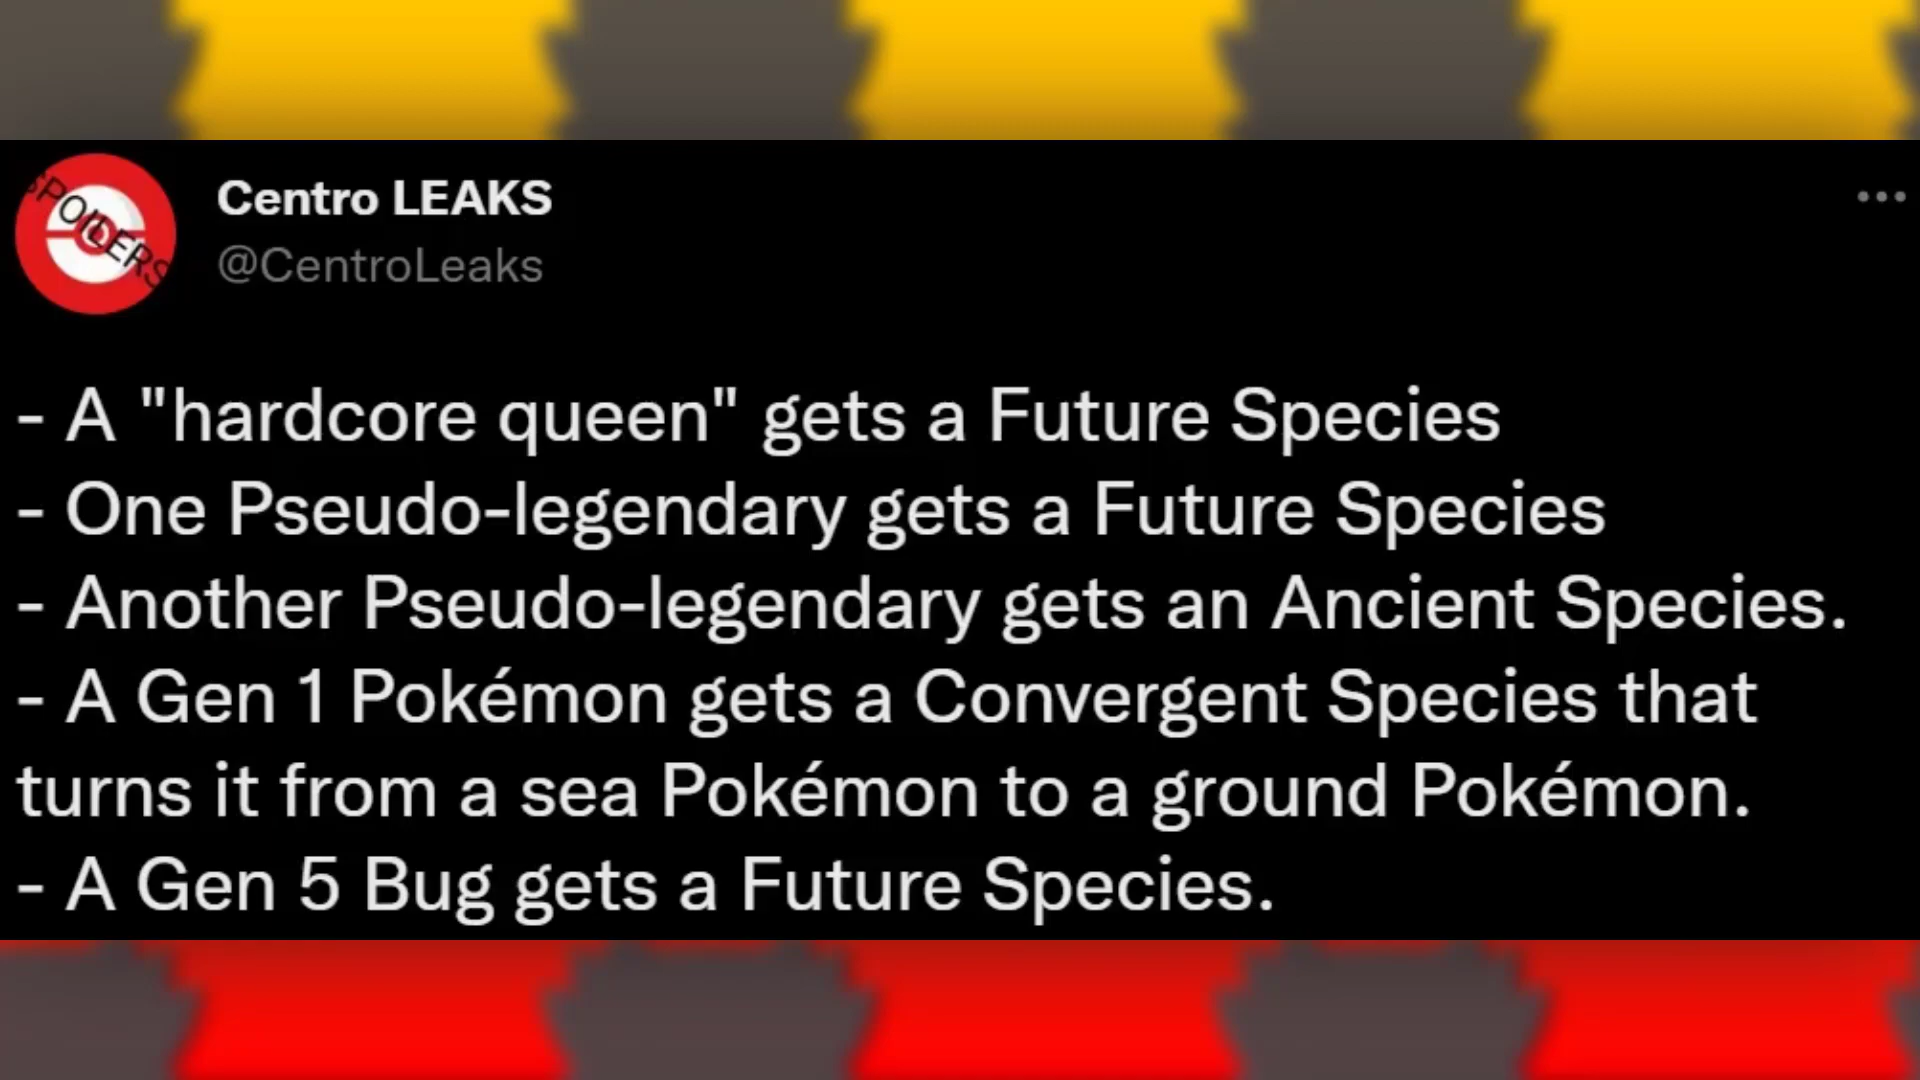 SPOILERS
Centro LEAKS
@CentroLeaks
- A "hardcore queen" gets a Future Species
- One Pseudo-legendary gets a Future Species
- Another Pseudo-legendary gets an Ancient Species.
- A Gen 1 Pokémon gets a Convergent Species that
turns it from a sea Pokémon to a ground Pokémon.
- A Gen 5 Bug gets a Future Species.